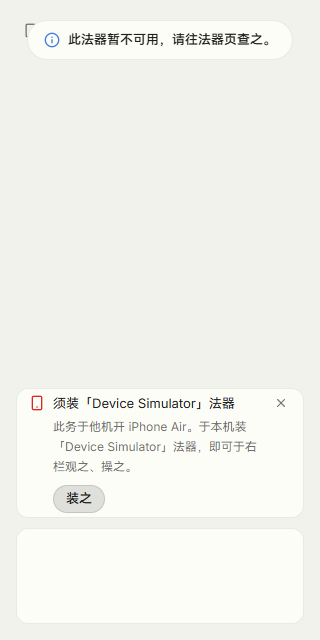 此法器暂不可用，请往法器页查之。
须装「Device Simulator」法器
此务于他机开 iPhone Air。于本机装
「Device Simulator」法器，即可于右
栏观之、操之。
装之